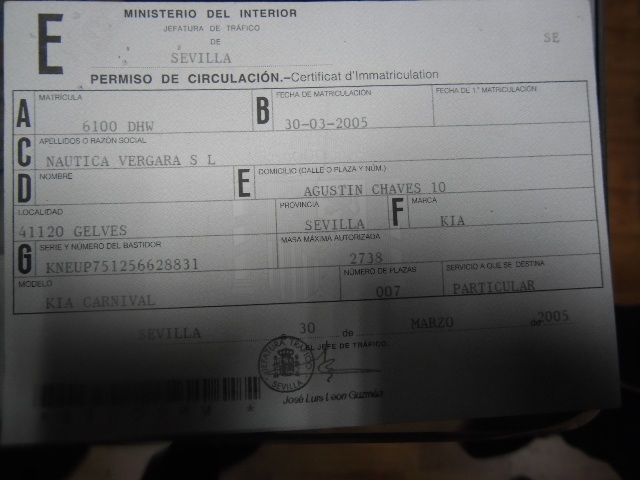 E
MINISTERIO DEL INTERIOR
JEFATURA DE TRÁFICO
DE
SEVILLA
SE
PERMISO DE CIRCULACIÓN.-Certificat d'Immatriculation
A MATRÍCULA
6100 DHW
B FECHA DE MATRICULACIÓN
30-03-2005
FECHA DE 1.ª MATRICULACIÓN
C APELLIDOS O RAZÓN SOCIAL
NAUTICA VERGARA S L
D NOMBRE
E DOMICILIO (CALLE O PLAZA Y NÚM.)
AGUSTIN CHAVES 10
LOCALIDAD
41120 GELVES
PROVINCIA
SEVILLA
F MARCA
KIA
G SERIE Y NÚMERO DEL BASTIDOR
KNEUP751256628831
MASA MÁXIMA AUTORIZADA
2738
MODELO
KIA CARNIVAL
NÚMERO DE PLAZAS
007
SERVICIO A QUE SE DESTINA
PARTICULAR
SEVILLA 30 de MARZO de 2005
EL JEFE DE TRÁFICO,
JEFATURA TRÁFICO
SEVILLA
José Luis León Guzmán